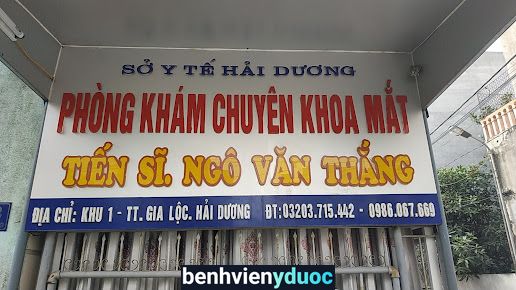 SỞ Y TẾ HẢI DƯƠNG
PHÒNG KHÁM CHUYÊN KHOA MẮT
TIẾN SĨ. NGÔ VĂN THẮNG
ĐỊA CHỈ: KHU 1 - TT. GIA LỘC. HẢI DƯƠNG ĐT: 03203.715.442 - 0986.067.669
benhvienyduoc